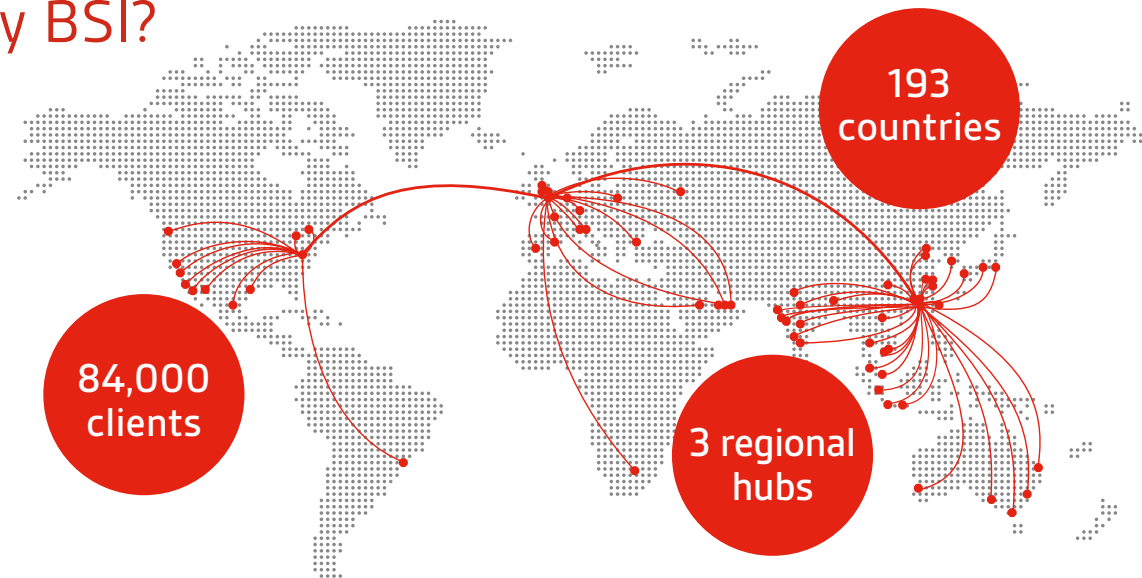 y BSI?
193
countries
84,000
clients
3 regional
hubs